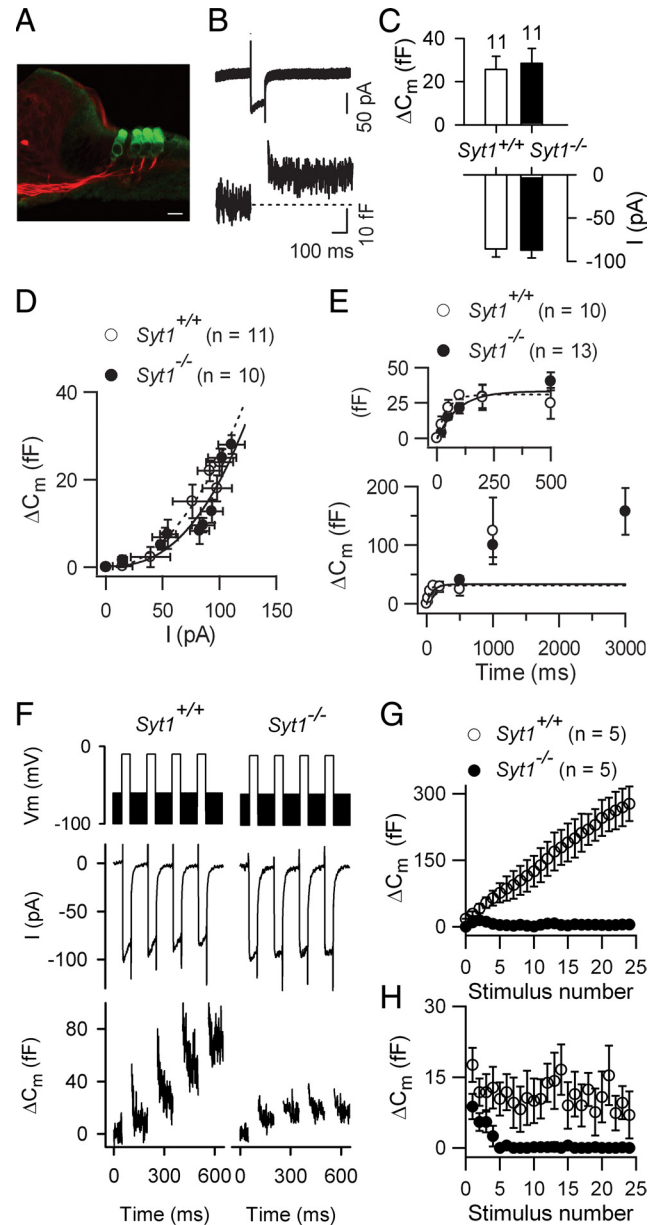 A
B
50 pA
10 fF
100 ms
C
11 11
40
20
0
ΔCm (fF)
Syt1+/+ Syt1-/-
0
-50
-100
I (pA)
D
Syt1+/+ (n = 11)
Syt1-/- (n = 10)
40
20
0
ΔCm (fF)
0 50 100 150
I (pA)
E
Syt1+/+ (n = 10)
Syt1-/- (n = 13)
50
25
0
(fF)
0 250 500
200
150
100
50
0
ΔCm (fF)
0 1000 2000 3000
Time (ms)
F
Syt1+/+ Syt1-/-
0
-100
Vm (mV)
0
-50
-100
I (pA)
80
40
0
ΔCm (fF)
0 300 600 0 300 600
Time (ms) Time (ms)
G
Syt1+/+ (n = 5)
Syt1-/- (n = 5)
300
150
0
ΔCm (fF)
0 5 10 15 20 25
Stimulus number
H
30
15
0
ΔCm (fF)
0 5 10 15 20 25
Stimulus number